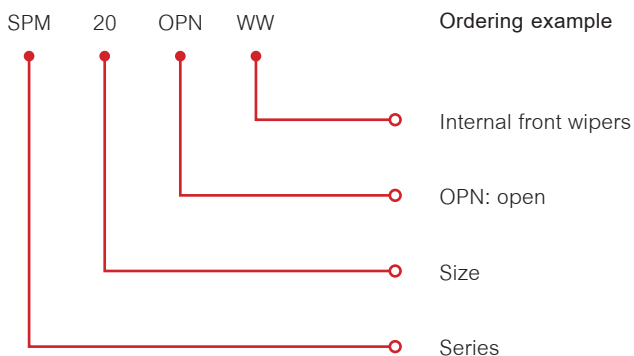 SPM 20 OPN WW Ordering example
Internal front wipers
OPN: open
Size
Series